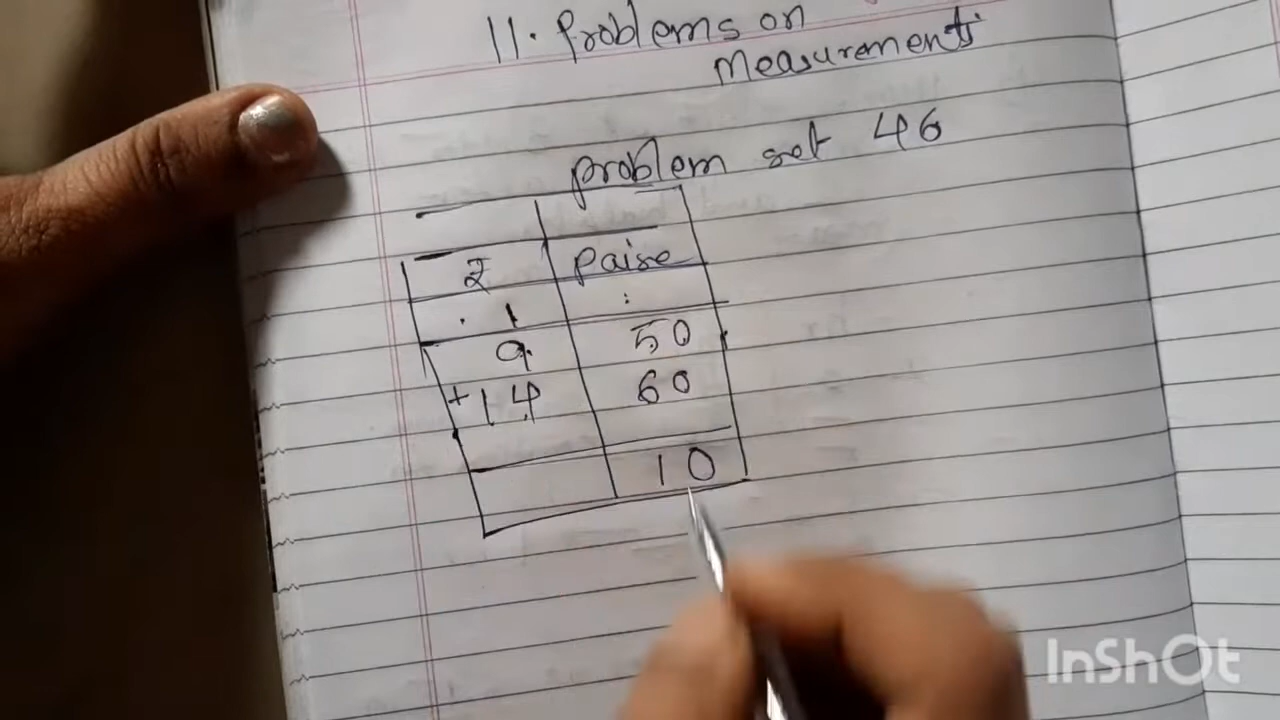 11. Problems on
Measurements
Problem set 46
₹ Paise
1
9 50
+ 14 60
10
InShOt